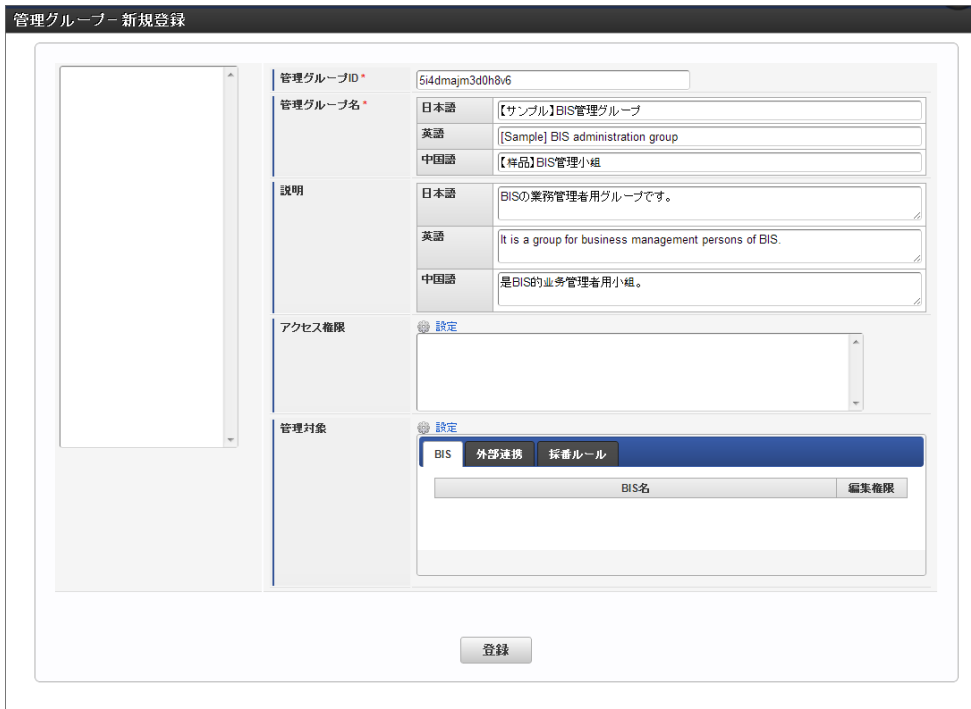 管理グループ - 新規登録
管理グループID*
5i4dmajm3d0h8v6
管理グループ名*
日本語
【サンプル】BIS管理グループ
英語
[Sample] BIS administration group
中国語
【样品】BIS管理小组
説明
日本語
BISの業務管理者用グループです。
英語
It is a group for business management persons of BIS.
中国語
是BIS的业务管理者用小组。
アクセス権限
設定
管理対象
設定
BIS 外部連携 採番ルール
BIS名 編集権限
登録